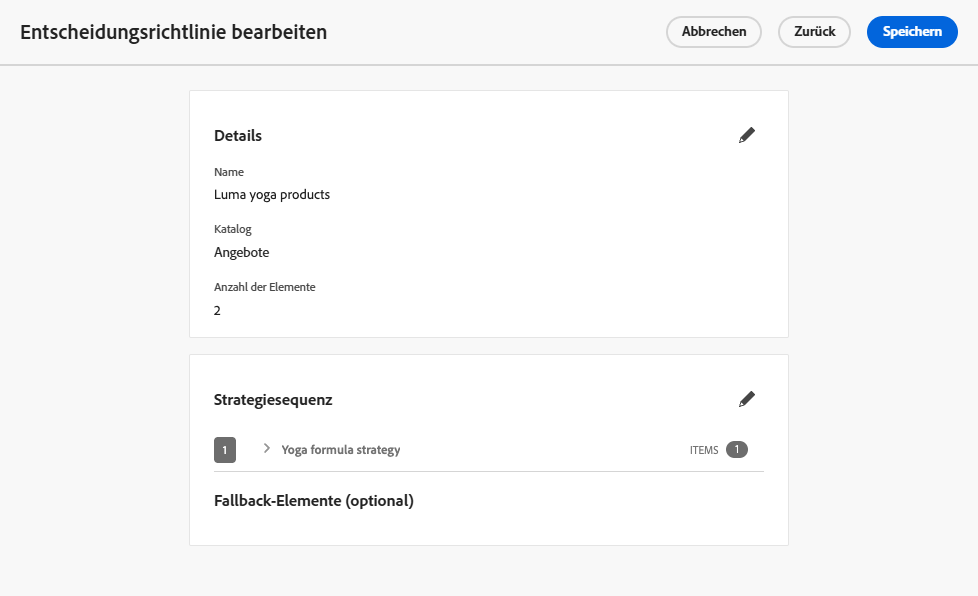 Entscheidungsrichtlinie bearbeiten
Abbrechen
Zurück
Speichern
Details
Name
Luma yoga products
Katalog
Angebote
Anzahl der Elemente
2
Strategiesequenz
1 Yoga formula strategy ITEMS 1
Fallback-Elemente (optional)